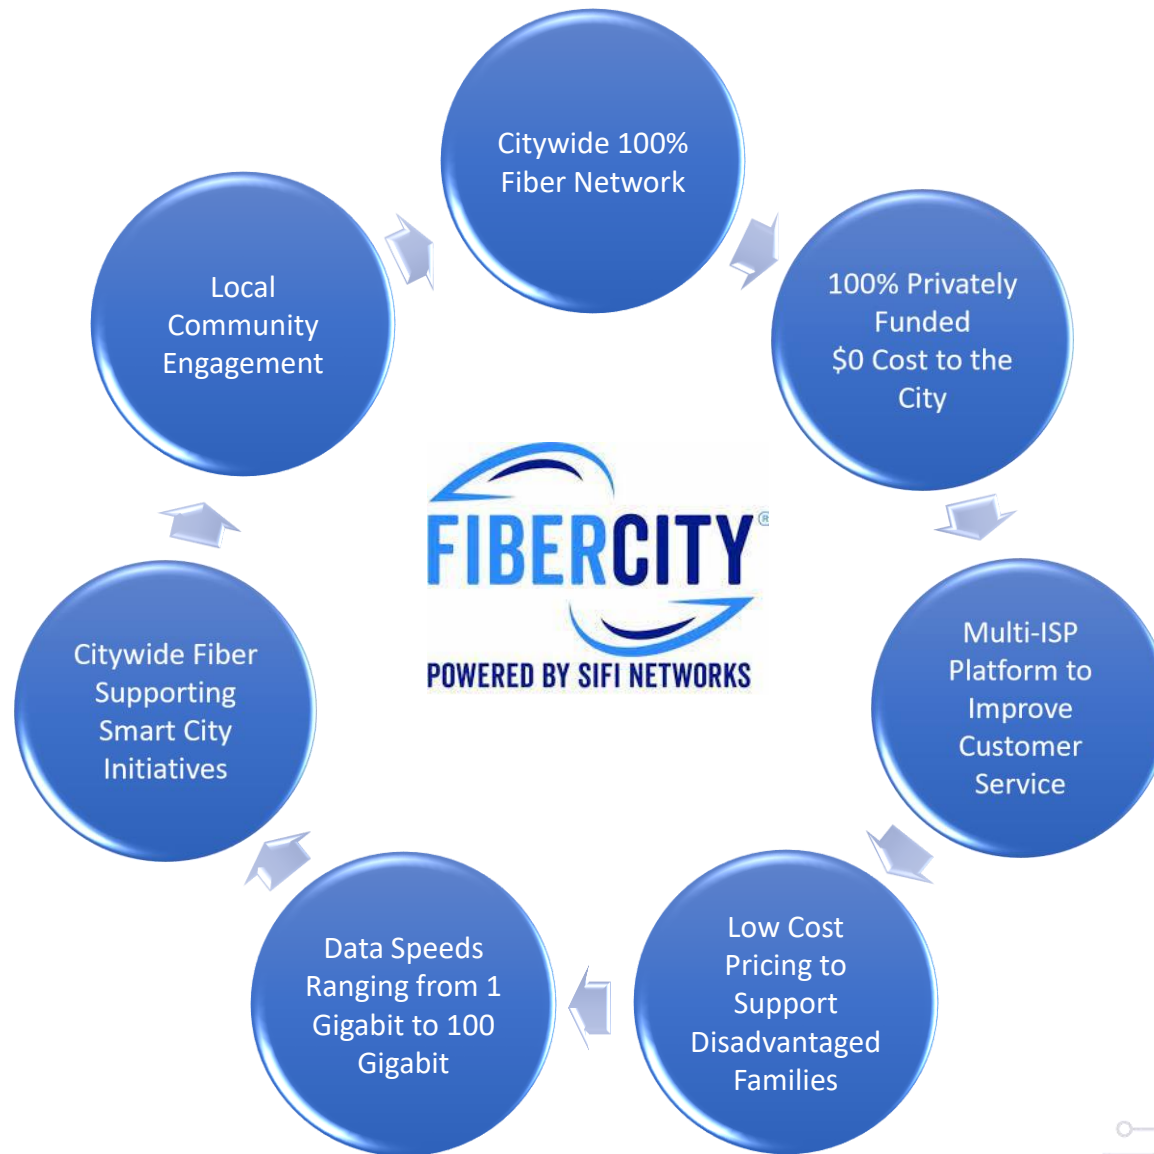 Citywide 100%
Fiber Network
100% Privately
Funded
$0 Cost to the
City
Multi-ISP
Platform to
Improve
Customer
Service
Low Cost
Pricing to
Support
Disadvantaged
Families
Data Speeds
Ranging from 1
Gigabit to 100
Gigabit
Citywide Fiber
Supporting
Smart City
Initiatives
Local
Community
Engagement
FIBERCITY®
POWERED BY SIFI NETWORKS